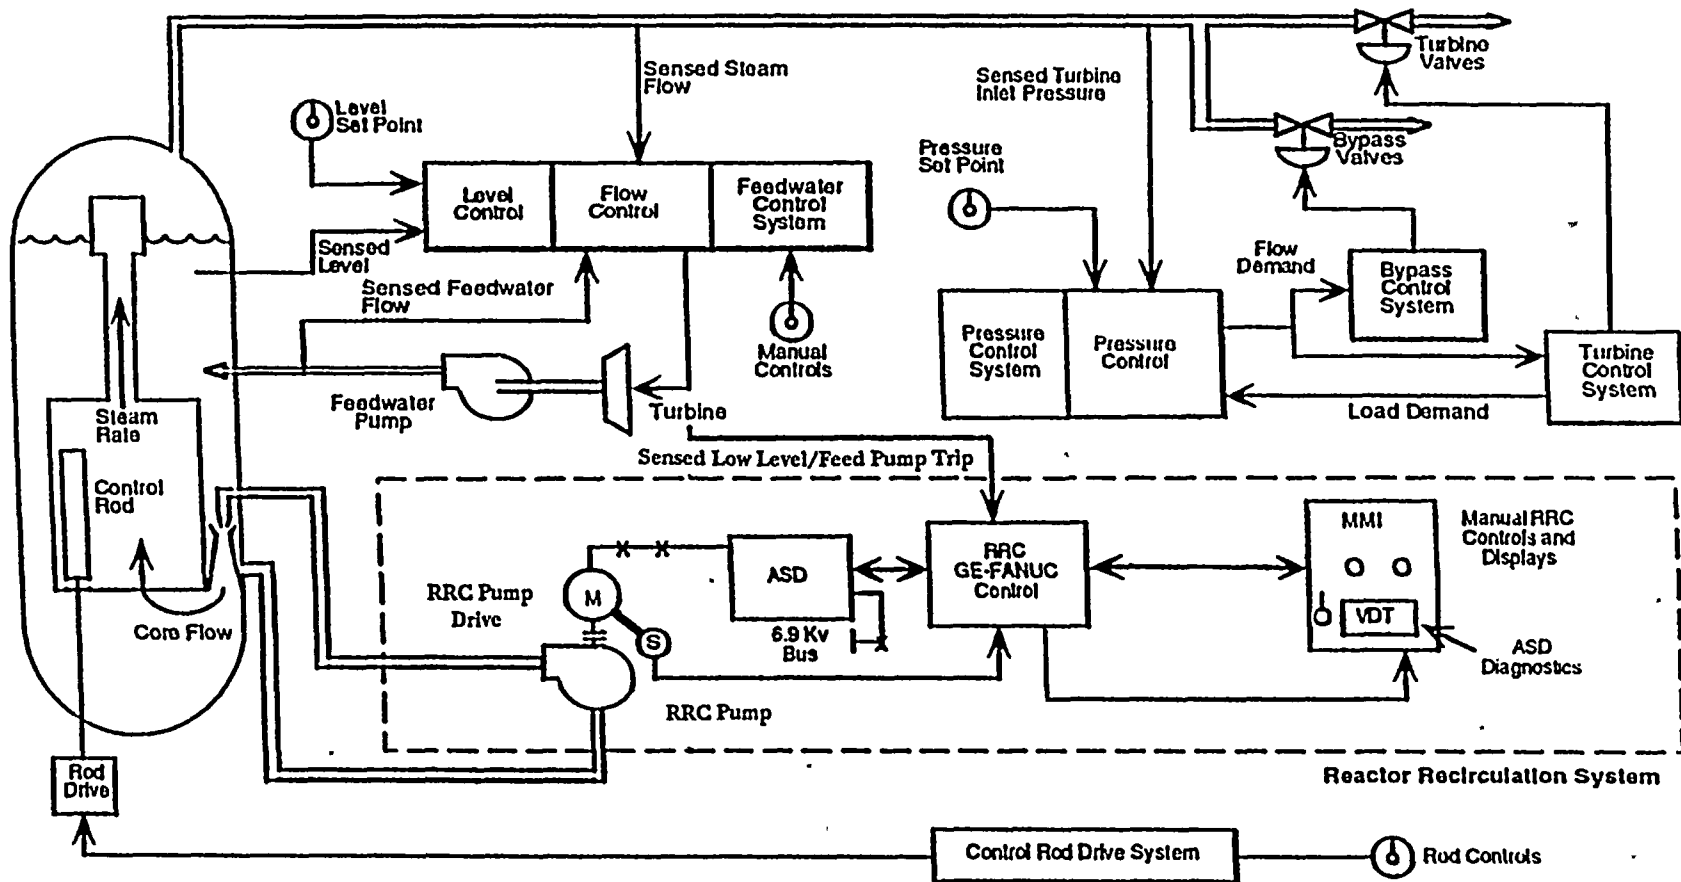 Turbine
Valves
Sensed Steam
Flow
Sensed Turbine
Inlet Pressure
Level
Set Point
Bypass
Valves
Pressure
Set Point
Level
Control
Flow
Control
Feedwater
Control
System
Sensed
Level
Flow
Demand
Bypass
Control
System
Sensed Feedwater
Flow
Pressure
Control
System
Pressure
Control
Turbine
Control
System
Manual
Controls
Feedwater
Pump
Turbine
Load Demand
Steam
Rate
Sensed Low Level/Feed Pump Trip
Control
Rod
MMI
Manual RRC
Controls and
Displays
RRC
GE-FANUC
Control
ASD
RRC Pump
Drive
M
VDT
Core Flow
S
6.9 Kv
Bus
ASD
Diagnostics
RRC Pump
Rod
Drive
Reactor Recirculation System
Control Rod Drive System
Rod Controls